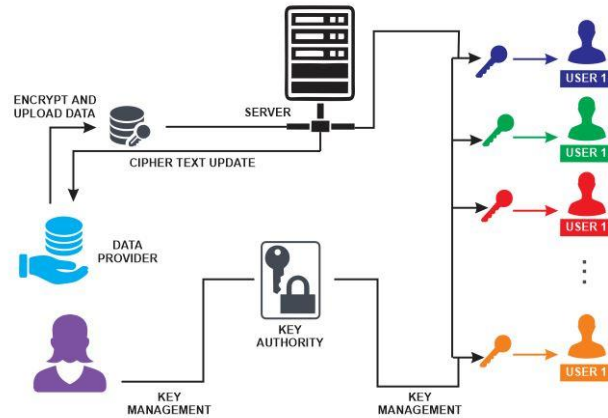 ENCRYPT AND
UPLOAD DATA
SERVER
CIPHER TEXT UPDATE
DATA
PROVIDER
KEY
AUTHORITY
KEY
MANAGEMENT
KEY
MANAGEMENT
USER 1
USER 1
USER 1
USER 1